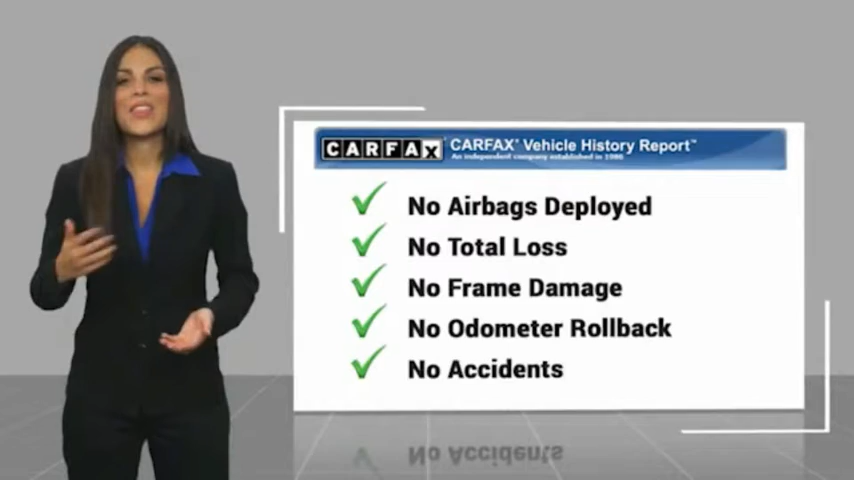 CARFAX CARFAX Vehicle History Report™
An independent company established in 1986
No Airbags Deployed
No Total Loss
No Frame Damage
No Odometer Rollback
No Accidents
No Accidents